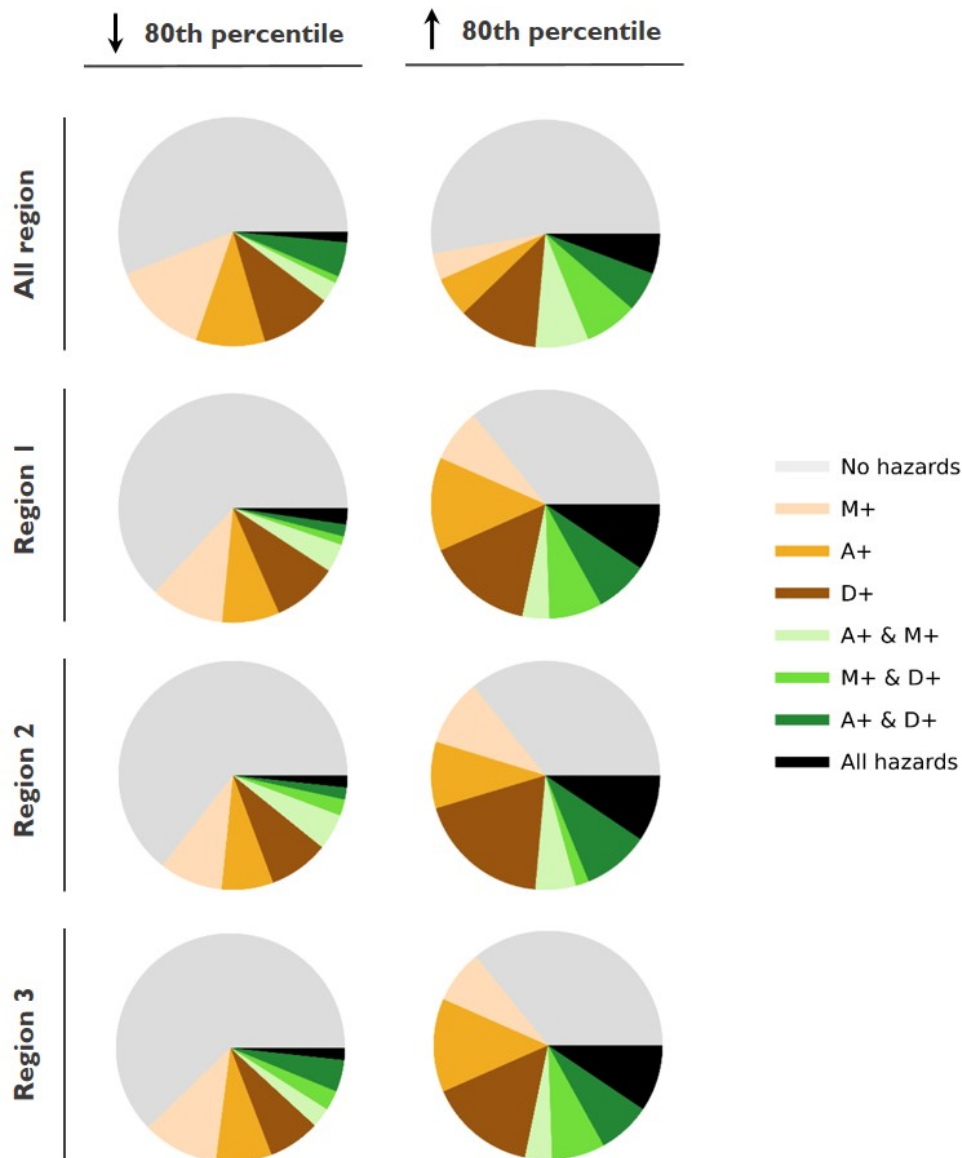 ↓ 80th percentile
↑ 80th percentile
All region
Region 1
Region 2
Region 3
No hazards
M+
A+
D+
A+ & M+
M+ & D+
A+ & D+
All hazards